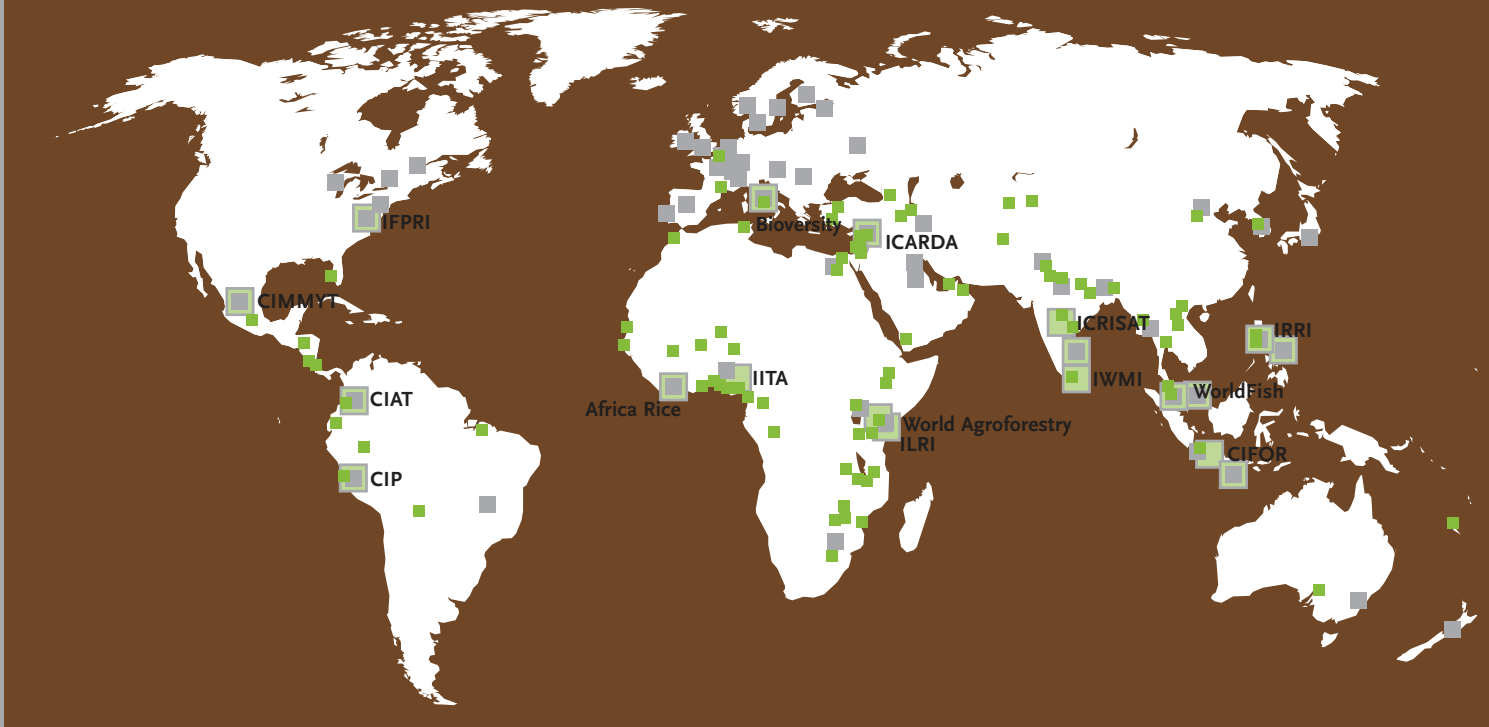 IFPRI
Bioversity
ICARDA
CIMMYT
ICRISAT
IRRI
IITA
IWMI
WorldFish
CIAT
Africa Rice
World Agroforestry
ILRI
CIFOR
CIP